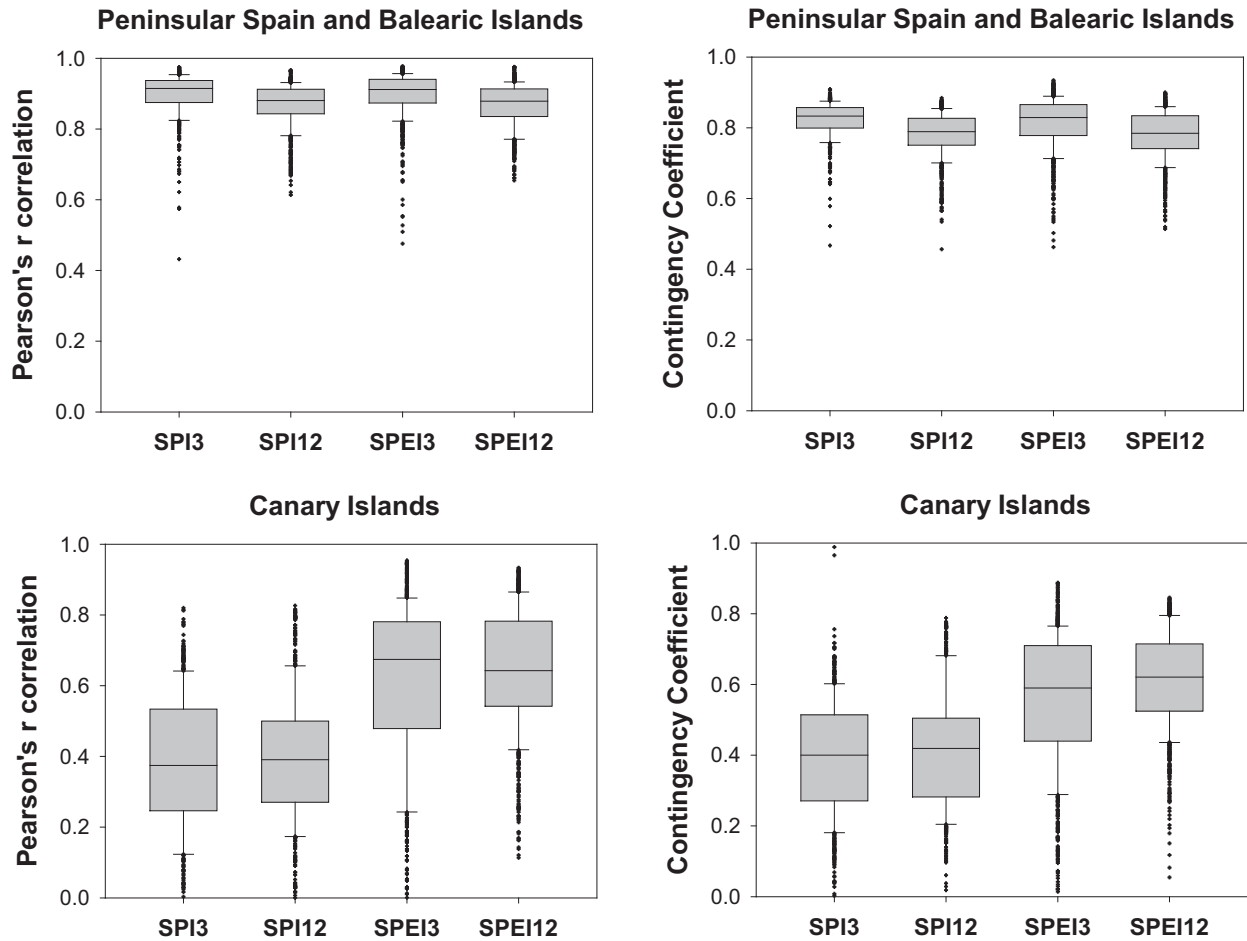 Peninsular Spain and Balearic Islands
Pearson's r correlation
1.0
0.8
0.6
0.4
0.2
0.0
SPI3 SPI12 SPEI3 SPEI12
Peninsular Spain and Balearic Islands
Contingency Coefficient
1.0
0.8
0.6
0.4
0.2
0.0
SPI3 SPI12 SPEI3 SPEI12
Canary Islands
Pearson's r correlation
1.0
0.8
0.6
0.4
0.2
0.0
SPI3 SPI12 SPEI3 SPEI12
Canary Islands
Contingency Coefficient
1.0
0.8
0.6
0.4
0.2
0.0
SPI3 SPI12 SPEI3 SPEI12